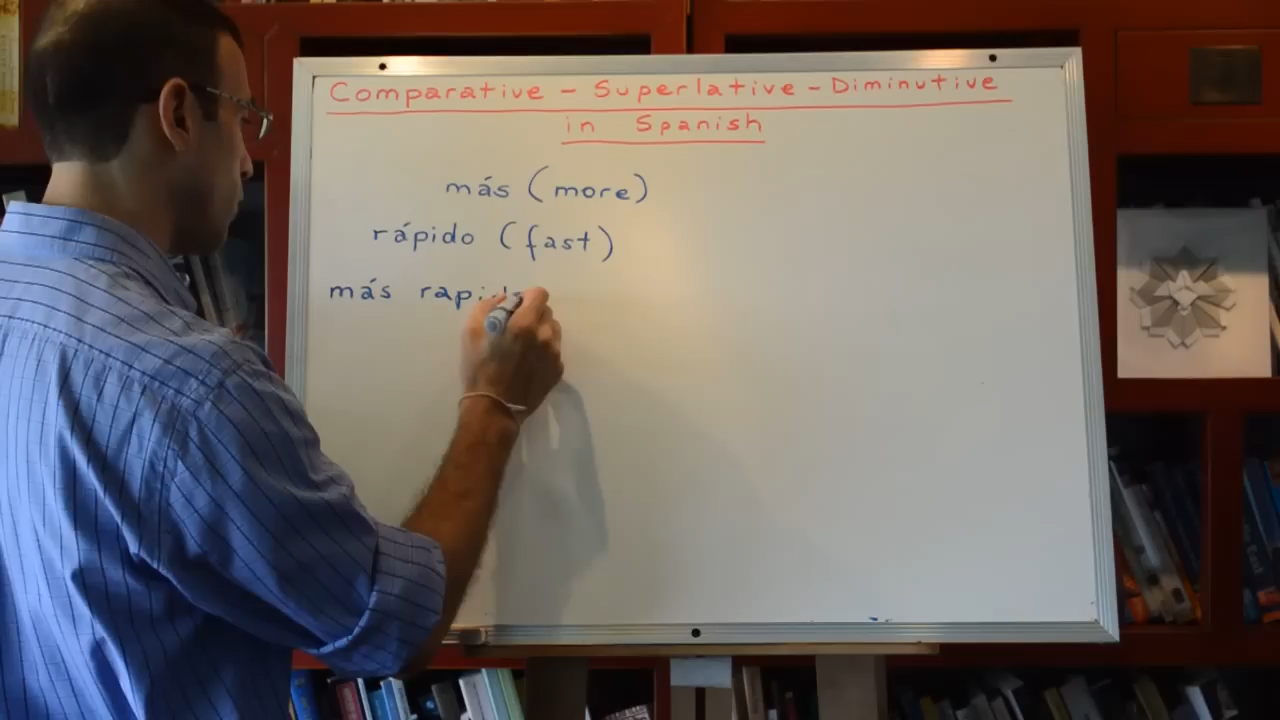 Comparative - Superlative - Diminutive
in Spanish
más (more)
rápido (fast)
más